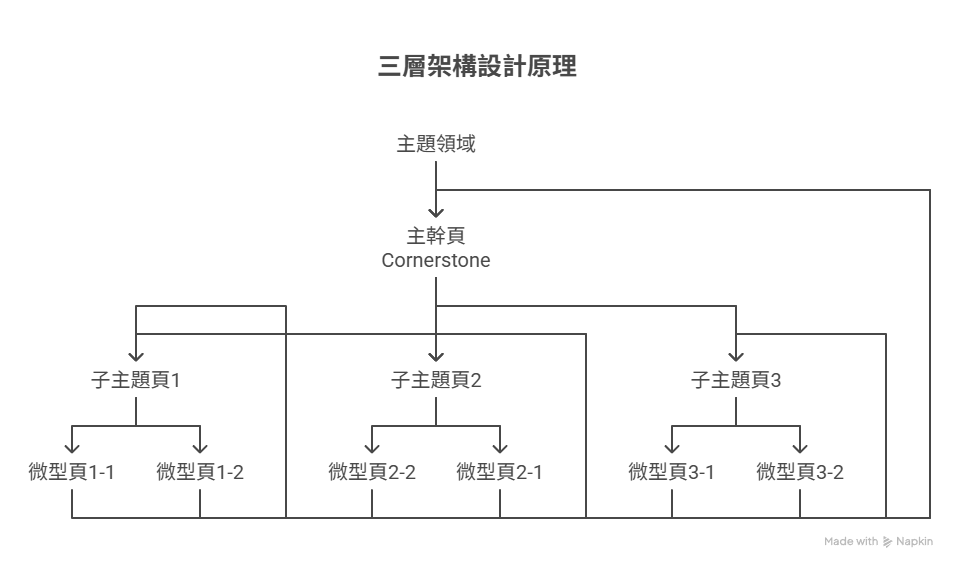 三層架構設計原理
主題領域
主幹頁
Cornerstone
子主題頁1
子主題頁2
子主題頁3
微型頁1-1
微型頁1-2
微型頁2-2
微型頁2-1
微型頁3-1
微型頁3-2
Made with Napkin